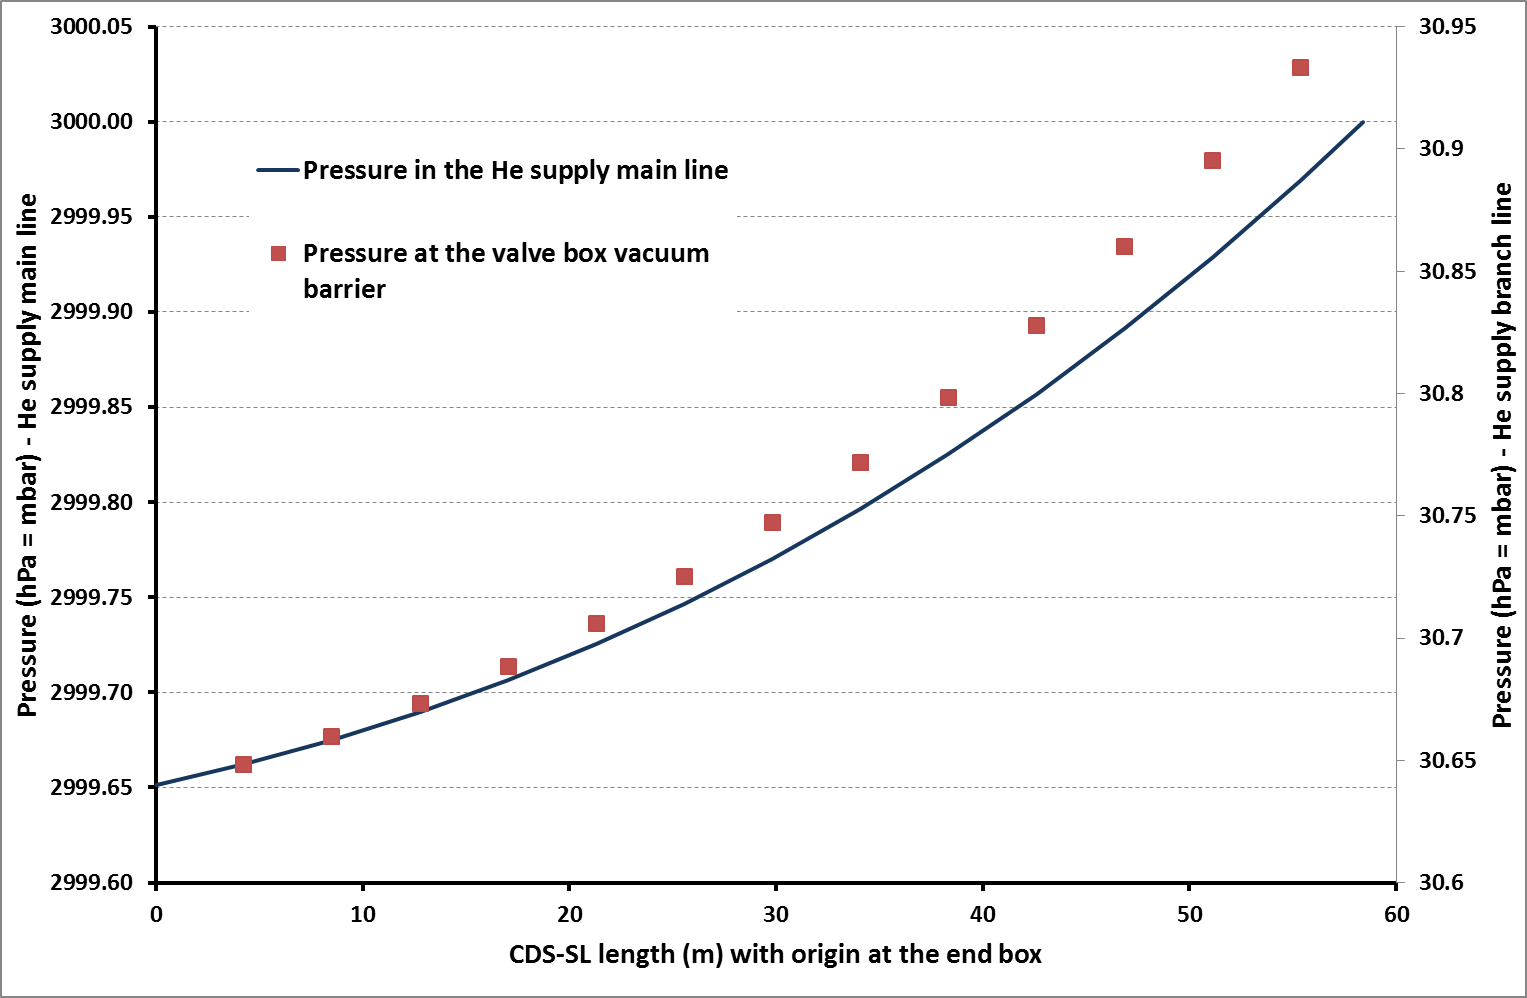 3000.05
3000.00
2999.95
2999.90
2999.85
2999.80
2999.75
2999.70
2999.65
2999.60
Pressure (hPa = mbar) - He supply main line
Pressure in the He supply main line
Pressure at the valve box vacuum
barrier
30.95
30.9
30.85
30.8
30.75
30.7
30.65
30.6
Pressure (hPa = mbar) - He supply branch line
0 10 20 30 40 50 60
CDS-SL length (m) with origin at the end box